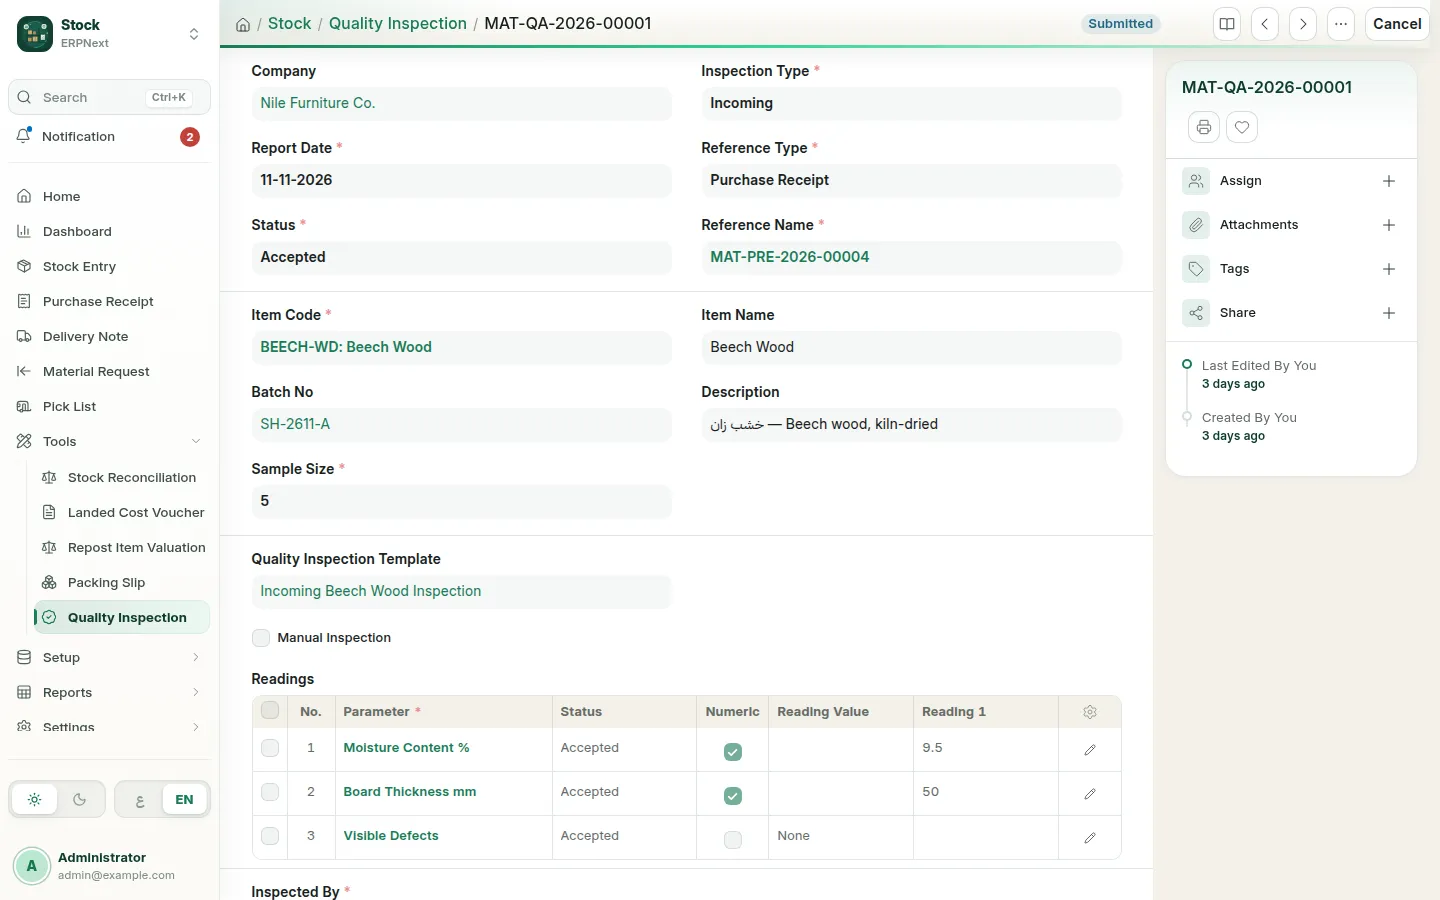 Stock
ERPNext
Search Ctrl+K
Notification 2
Home
Dashboard
Stock Entry
Purchase Receipt
Delivery Note
Material Request
Pick List
Tools
Stock Reconciliation
Landed Cost Voucher
Repost Item Valuation
Packing Slip
Quality Inspection
Setup
Reports
Settings
ع EN
A Administrator
admin@example.com
/ Stock / Quality Inspection / MAT-QA-2026-00001
Submitted
Cancel
Company
Nile Furniture Co.
Inspection Type *
Incoming
Report Date *
11-11-2026
Reference Type *
Purchase Receipt
Status *
Accepted
Reference Name *
MAT-PRE-2026-00004
Item Code *
BEECH-WD: Beech Wood
Item Name
Beech Wood
Batch No
SH-2611-A
Description
خشب زان — Beech wood, kiln-dried
Sample Size *
5
Quality Inspection Template
Incoming Beech Wood Inspection
Manual Inspection
Readings
No. Parameter * Status Numeric Reading Value Reading 1
1 Moisture Content % Accepted 9.5
2 Board Thickness mm Accepted 50
3 Visible Defects Accepted None
Inspected By *
MAT-QA-2026-00001
Assign
Attachments
Tags
Share
Last Edited By You
3 days ago
Created By You
3 days ago